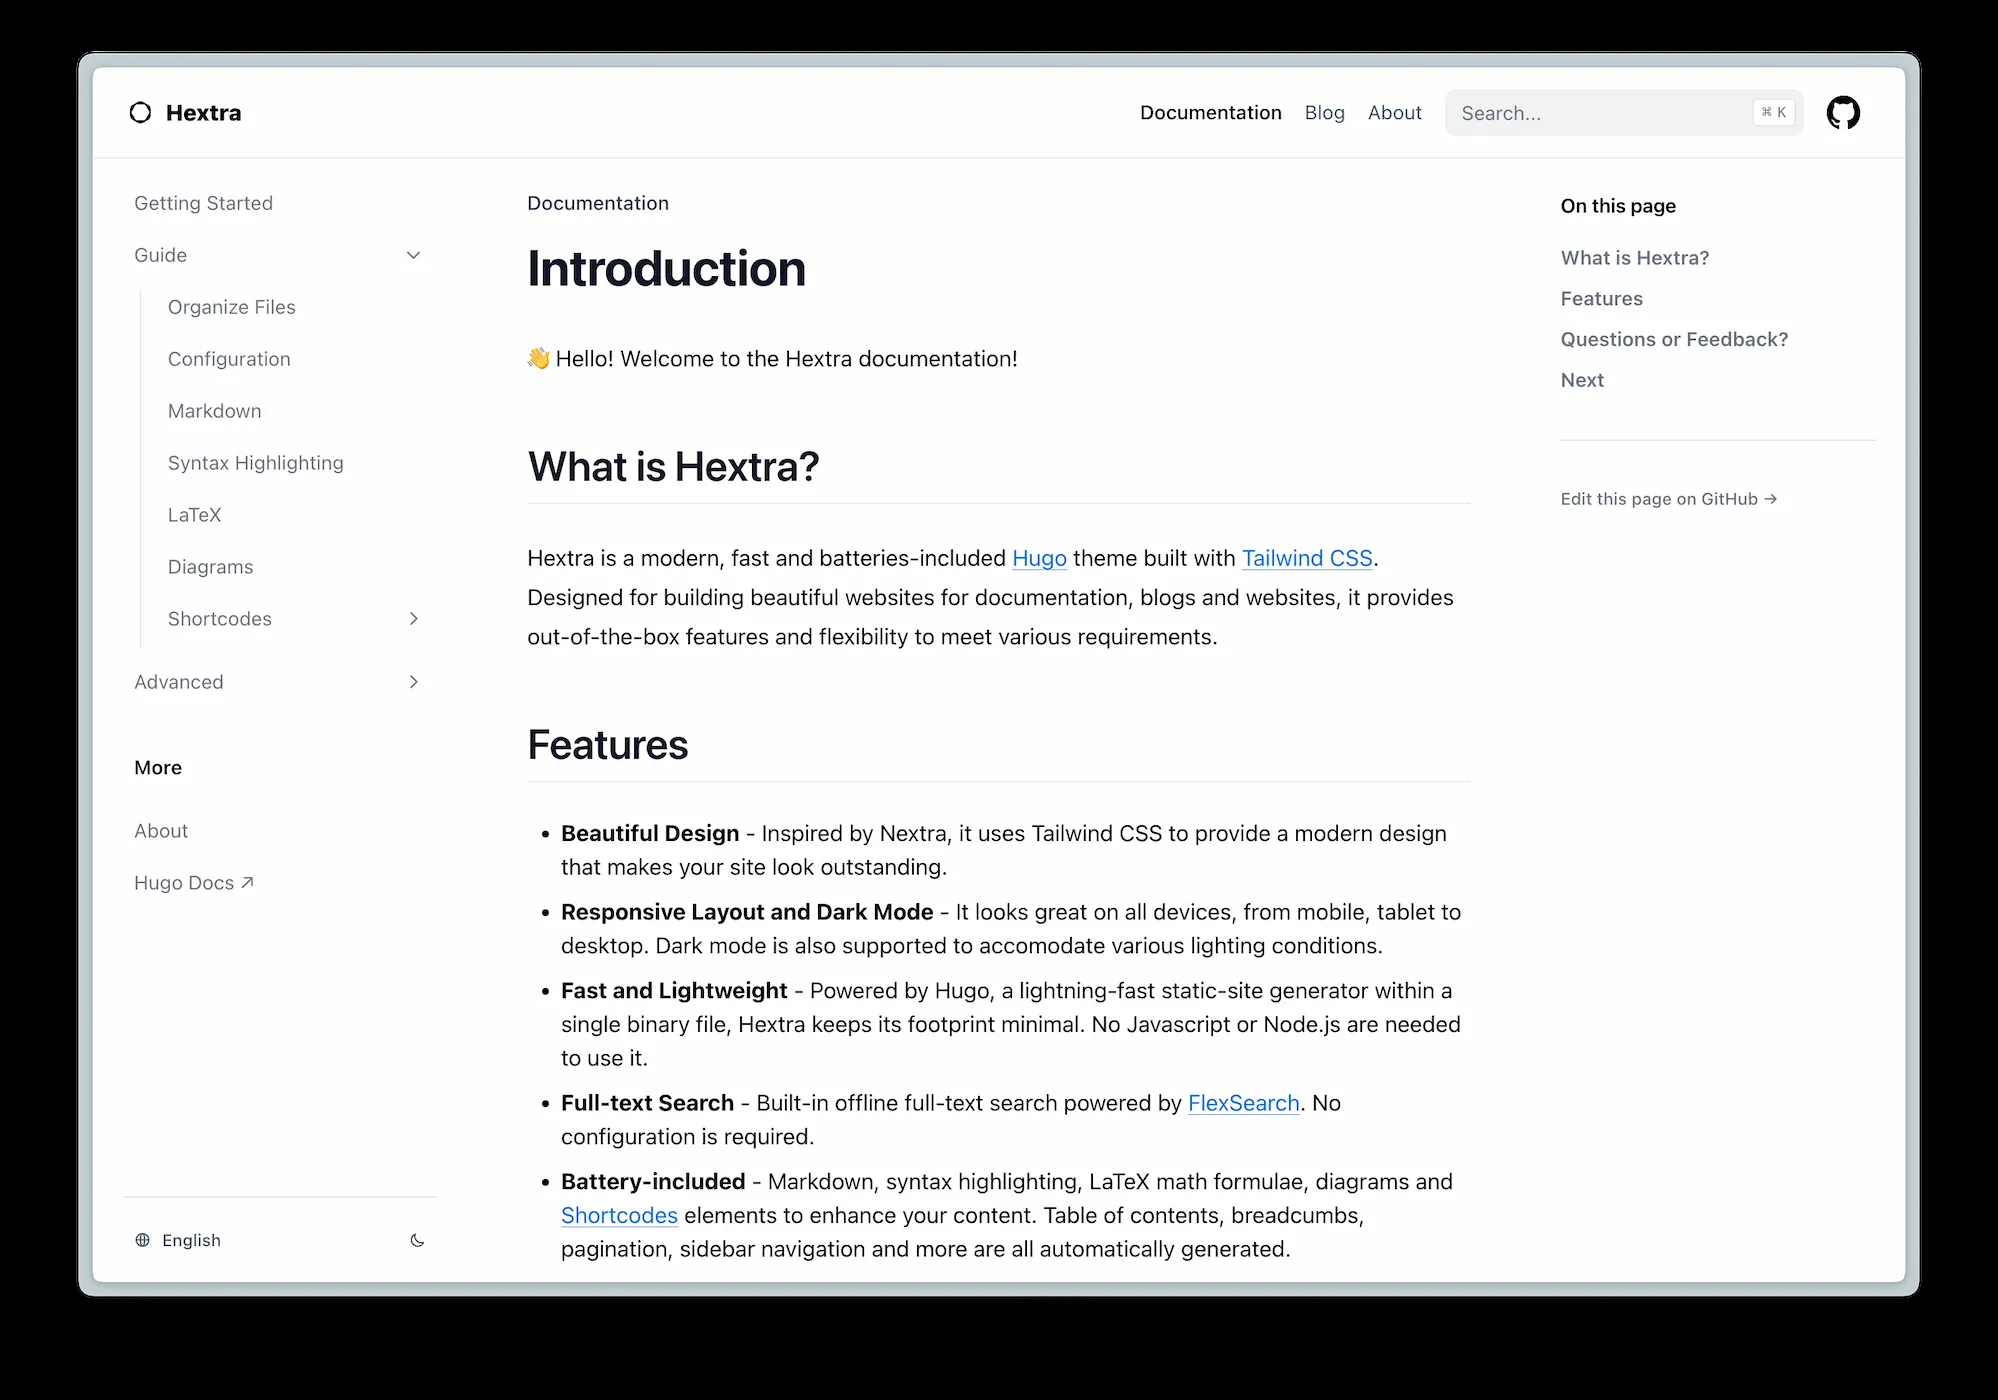 Hextra
Documentation Blog About Search... ⌘ K
Getting Started
Guide
Organize Files
Configuration
Markdown
Syntax Highlighting
LaTeX
Diagrams
Shortcodes
Advanced
More
About
Hugo Docs ↗
English
Documentation
Introduction
👋 Hello! Welcome to the Hextra documentation!
What is Hextra?
Hextra is a modern, fast and batteries-included Hugo theme built with Tailwind CSS.
Designed for building beautiful websites for documentation, blogs and websites, it provides
out-of-the-box features and flexibility to meet various requirements.
Features
• Beautiful Design - Inspired by Nextra, it uses Tailwind CSS to provide a modern design
that makes your site look outstanding.
• Responsive Layout and Dark Mode - It looks great on all devices, from mobile, tablet to
desktop. Dark mode is also supported to accomodate various lighting conditions.
• Fast and Lightweight - Powered by Hugo, a lightning-fast static-site generator within a
single binary file, Hextra keeps its footprint minimal. No Javascript or Node.js are needed
to use it.
• Full-text Search - Built-in offline full-text search powered by FlexSearch. No
configuration is required.
• Battery-included - Markdown, syntax highlighting, LaTeX math formulae, diagrams and
Shortcodes elements to enhance your content. Table of contents, breadcumbs,
pagination, sidebar navigation and more are all automatically generated.
On this page
What is Hextra?
Features
Questions or Feedback?
Next
Edit this page on GitHub →